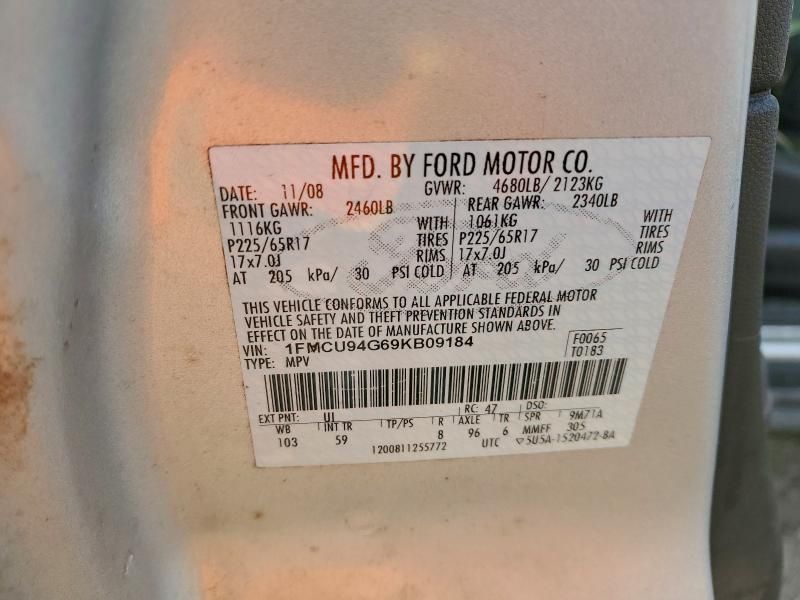 MFD. BY FORD MOTOR CO.
DATE: 11/08 GVWR: 4680LB/ 2123KG
FRONT GAWR: 2460LB REAR GAWR: 2340LB
1116KG WITH 1061KG WITH
P225/65R17 TIRES P225/65R17 TIRES
17x7.0J RIMS 17x7.0J RIMS
AT 205 kPa/ 30 PSI COLD AT 205 kPa/ 30 PSI COLD
Ford
THIS VEHICLE CONFORMS TO ALL APPLICABLE FEDERAL MOTOR
VEHICLE SAFETY AND THEFT PREVENTION STANDARDS IN
EFFECT ON THE DATE OF MANUFACTURE SHOWN ABOVE.
VIN: 1FMCU94G69KB09184 F0065
TYPE: MPV T0183
EXT PNT: UI RC: 47 DSO:
WB INT TR TP/PS R AXLE TR SPR 9M71A
103 59 8 96 6 MMFF 305
1200811255772 UTC ▽5U5A-1520472-BA